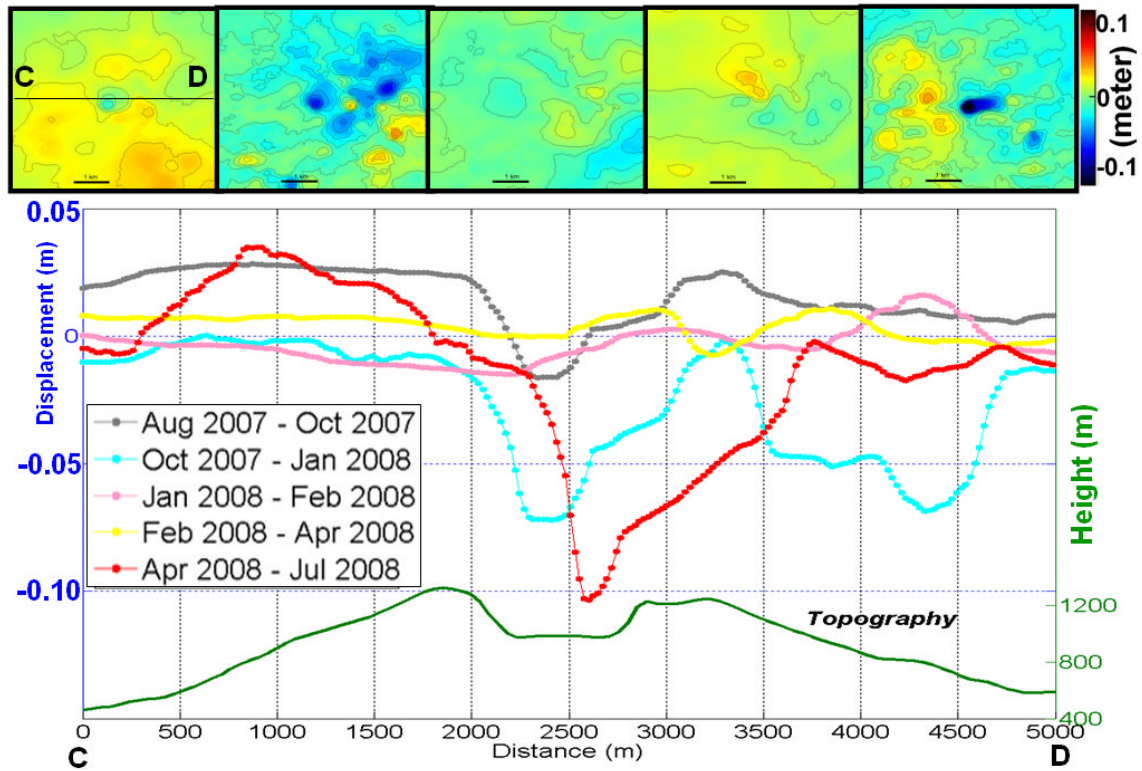 C D
1 km
1 km
1 km
1 km
1 km
0.1
0
-0.1
(meter)
0.05
0
-0.05
-0.10
Displacement (m)
Aug 2007 - Oct 2007
Oct 2007 - Jan 2008
Jan 2008 - Feb 2008
Feb 2008 - Apr 2008
Apr 2008 - Jul 2008
Topography
Height (m)
1200
800
400
0 500 1000 1500 2000 2500 3000 3500 4000 4500 5000
C Distance (m) D